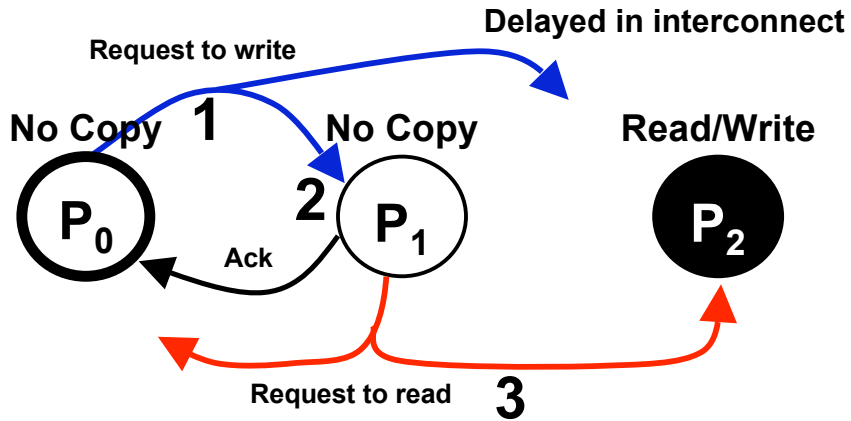 Delayed in interconnect
Request to write
1
No Copy
No Copy
Read/Write
2
P0
P1
P2
Ack
Request to read
3